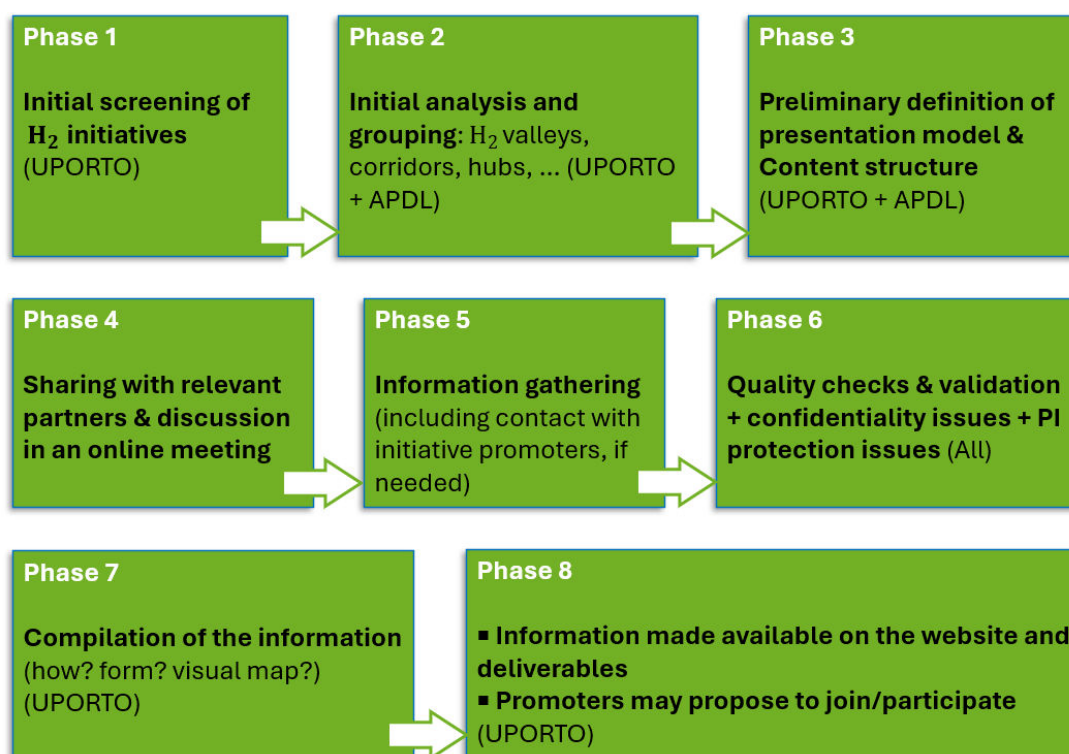 Phase 1
Initial screening of
H₂ initiatives
(UPORTO)
Phase 2
Initial analysis and
grouping: H₂ valleys,
corridors, hubs, ... (UPORTO
+ APDL)
Phase 3
Preliminary definition of
presentation model &
Content structure
(UPORTO + APDL)
Phase 4
Sharing with relevant
partners & discussion
in an online meeting
Phase 5
Information gathering
(including contact with
initiative promoters, if
needed)
Phase 6
Quality checks & validation
+ confidentiality issues + PI
protection issues (All)
Phase 7
Compilation of the information
(how? form? visual map?)
(UPORTO)
Phase 8
▪ Information made available on the website and
deliverables
▪ Promoters may propose to join/participate
(UPORTO)